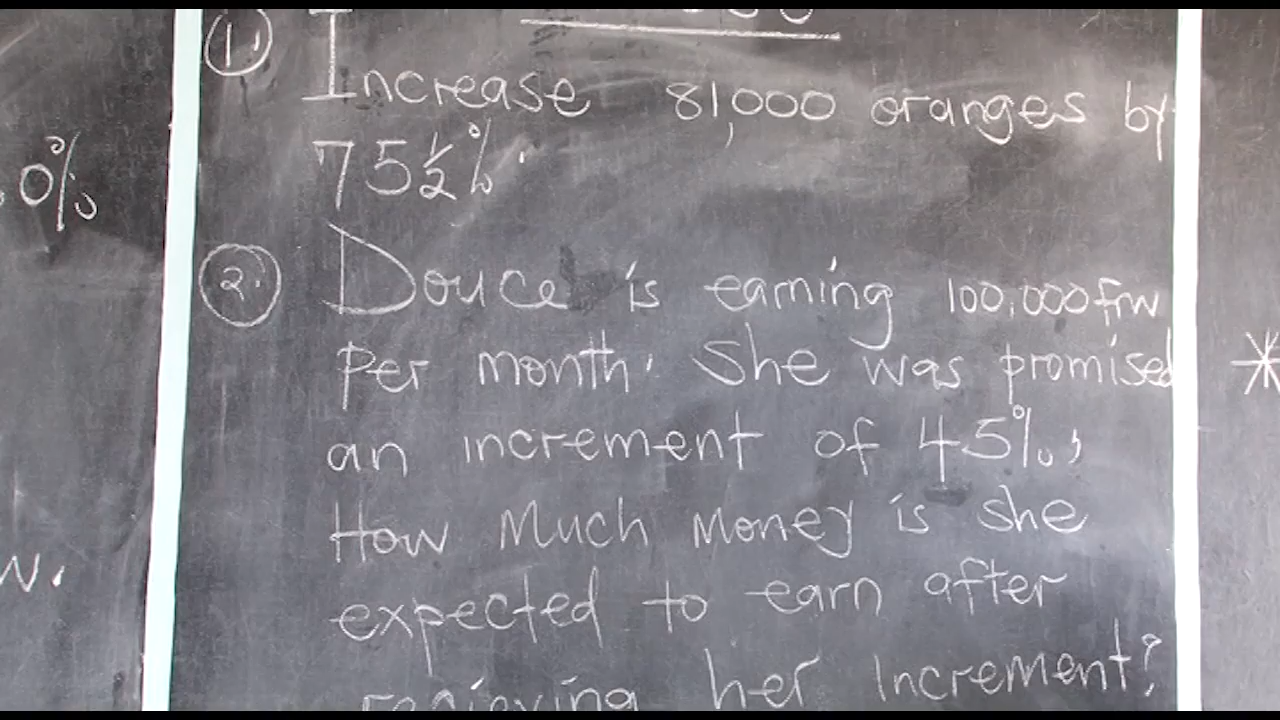 ① Increase 81,000 oranges by
75½%.
② Douce is earning 100,000frw
Per month. She was promised
an increment of 45%,
How Much Money is she
expected to earn after
her Increment?
0%
w.
*